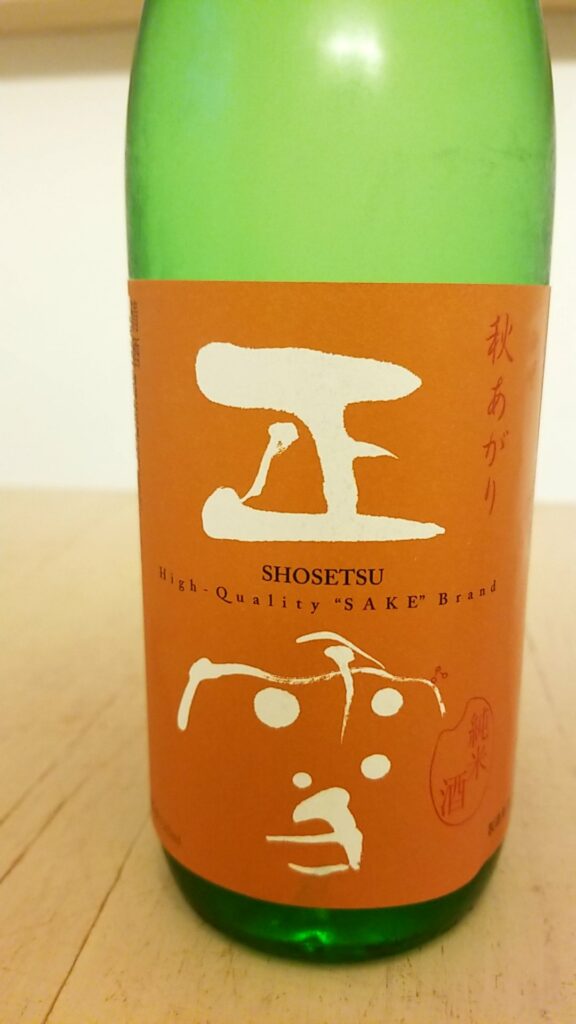 秋あがり
正
SHOSETSU
High-Quality "SAKE" Brand
雪
純米
酒